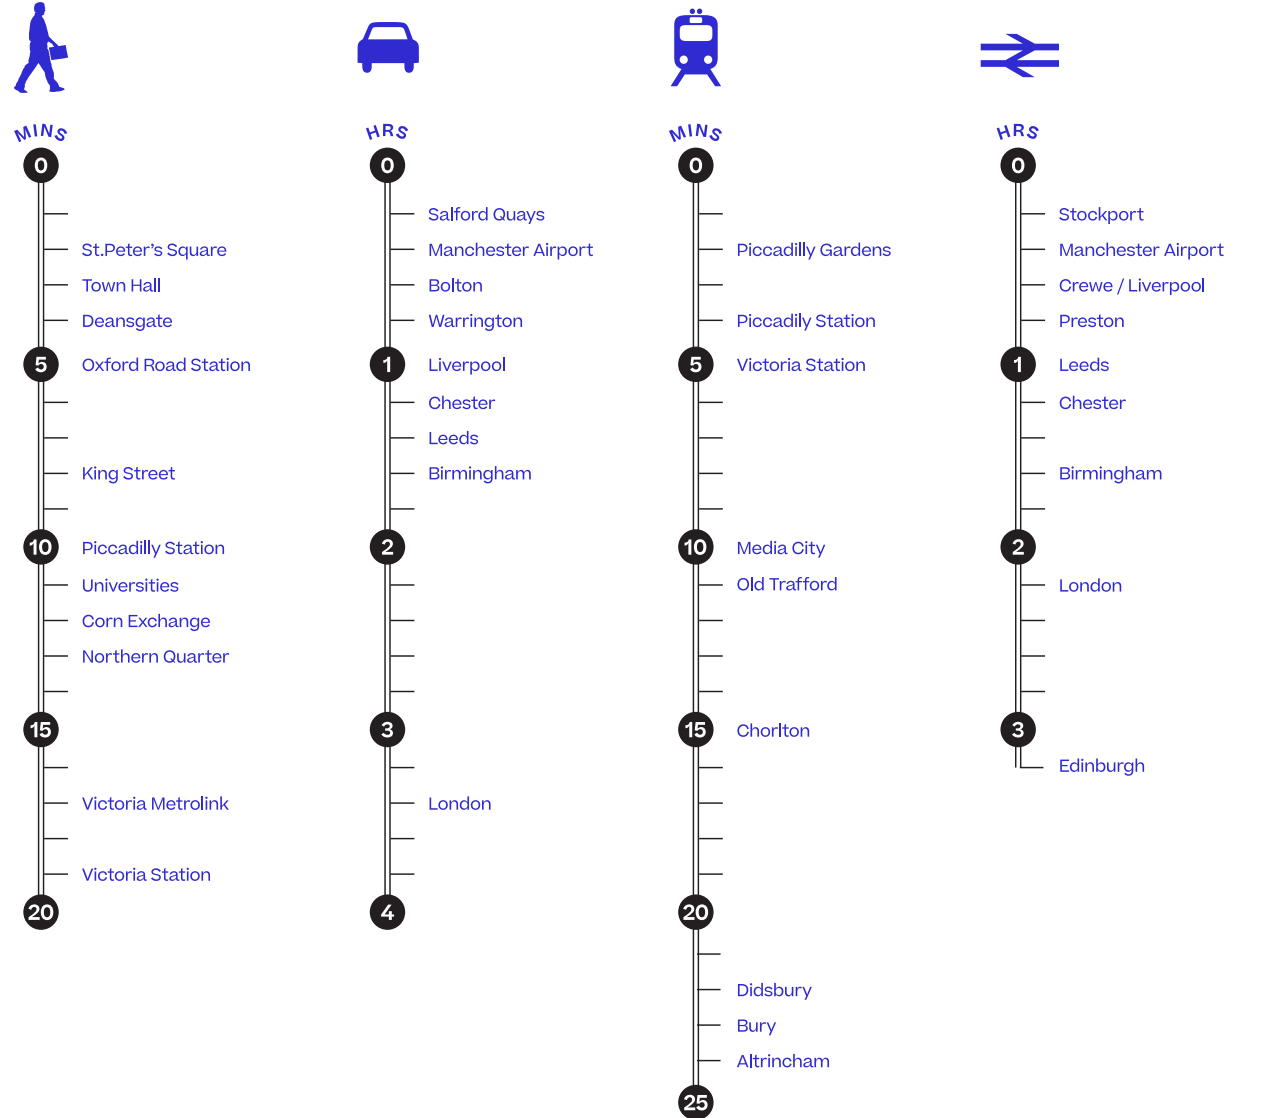 MINS
0
St.Peter's Square
Town Hall
Deansgate
5
Oxford Road Station
King Street
10
Piccadilly Station
Universities
Corn Exchange
Northern Quarter
15
Victoria Metrolink
Victoria Station
20
HRS
0
Salford Quays
Manchester Airport
Bolton
Warrington
1
Liverpool
Chester
Leeds
Birmingham
2
3
London
4
MINS
0
Piccadilly Gardens
Piccadily Station
5
Victoria Station
10
Media City
Old Trafford
15
Chorlton
20
Didsbury
Bury
Altrincham
25
HRS
0
Stockport
Manchester Airport
Crewe / Liverpool
Preston
1
Leeds
Chester
Birmingham
2
London
3
Edinburgh